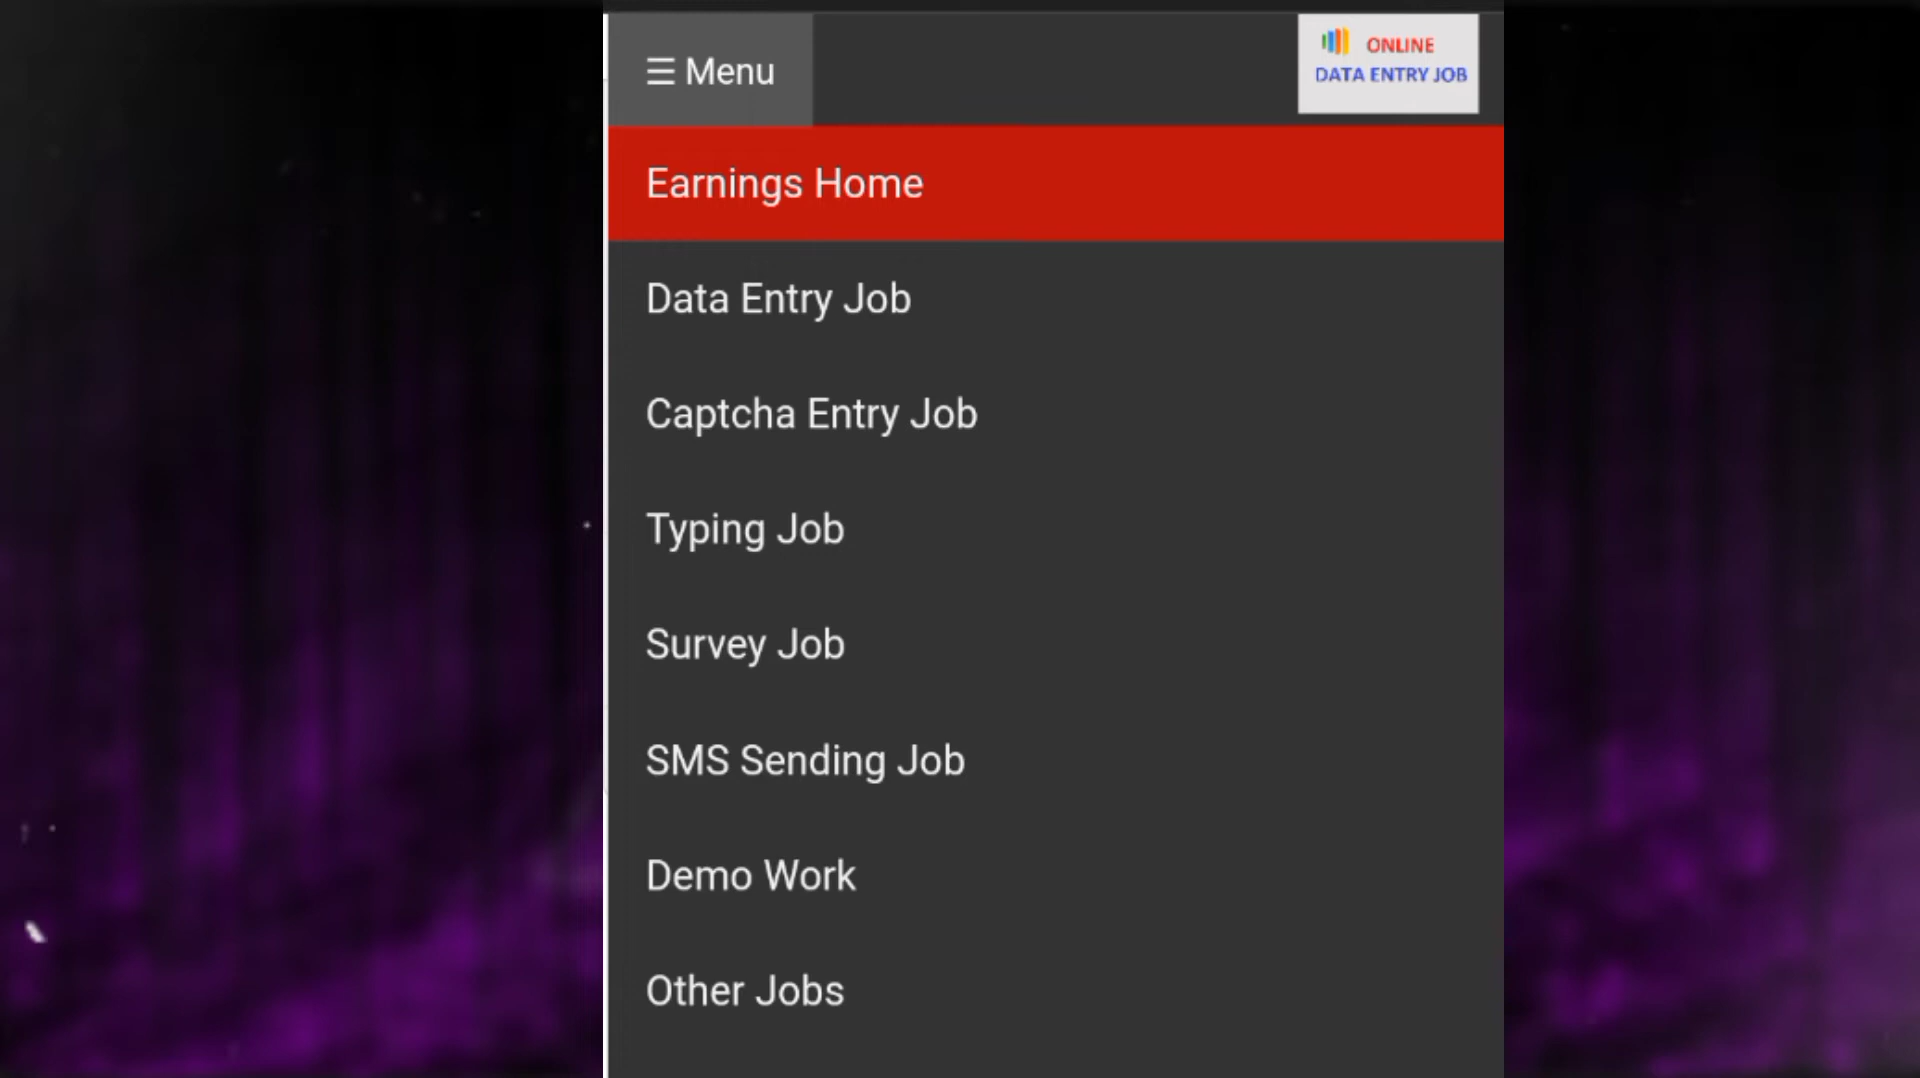 ☰ Menu
ONLINE
DATA ENTRY JOB
Earnings Home
Data Entry Job
Captcha Entry Job
Typing Job
Survey Job
SMS Sending Job
Demo Work
Other Jobs